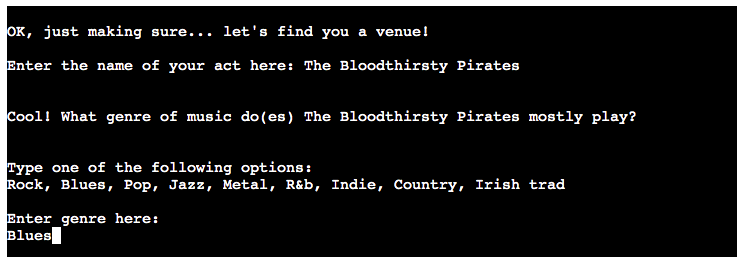 OK, just making sure... let's find you a venue!
Enter the name of your act here: The Bloodthirsty Pirates
Cool! What genre of music do(es) The Bloodthirsty Pirates mostly play?
Type one of the following options:
Rock, Blues, Pop, Jazz, Metal, R&b, Indie, Country, Irish trad
Enter genre here:
Blues